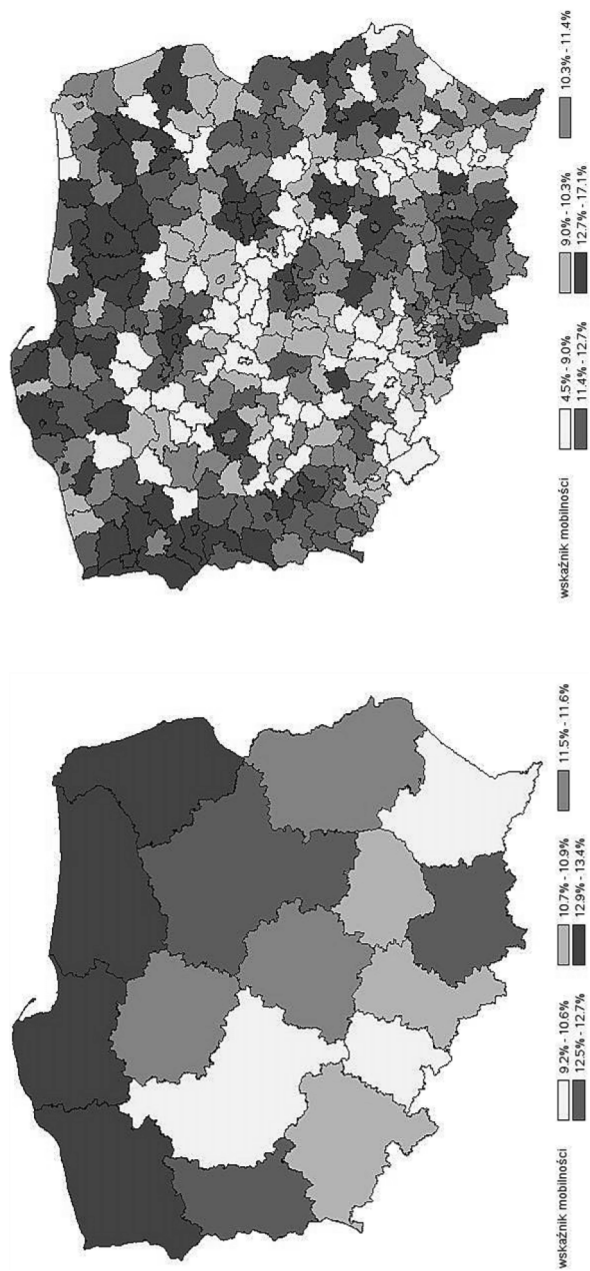 wskaźnik mobilności 9.2% - 10.6% 10.7% - 10.9% 11.5% - 11.6%
12.5% - 12.7% 12.9% - 13.4%
wskaźnik mobilności 4.5% - 9.0% 9.0% - 10.3% 10.3% - 11.4%
11.4% - 12.7% 12.7% - 17.1%